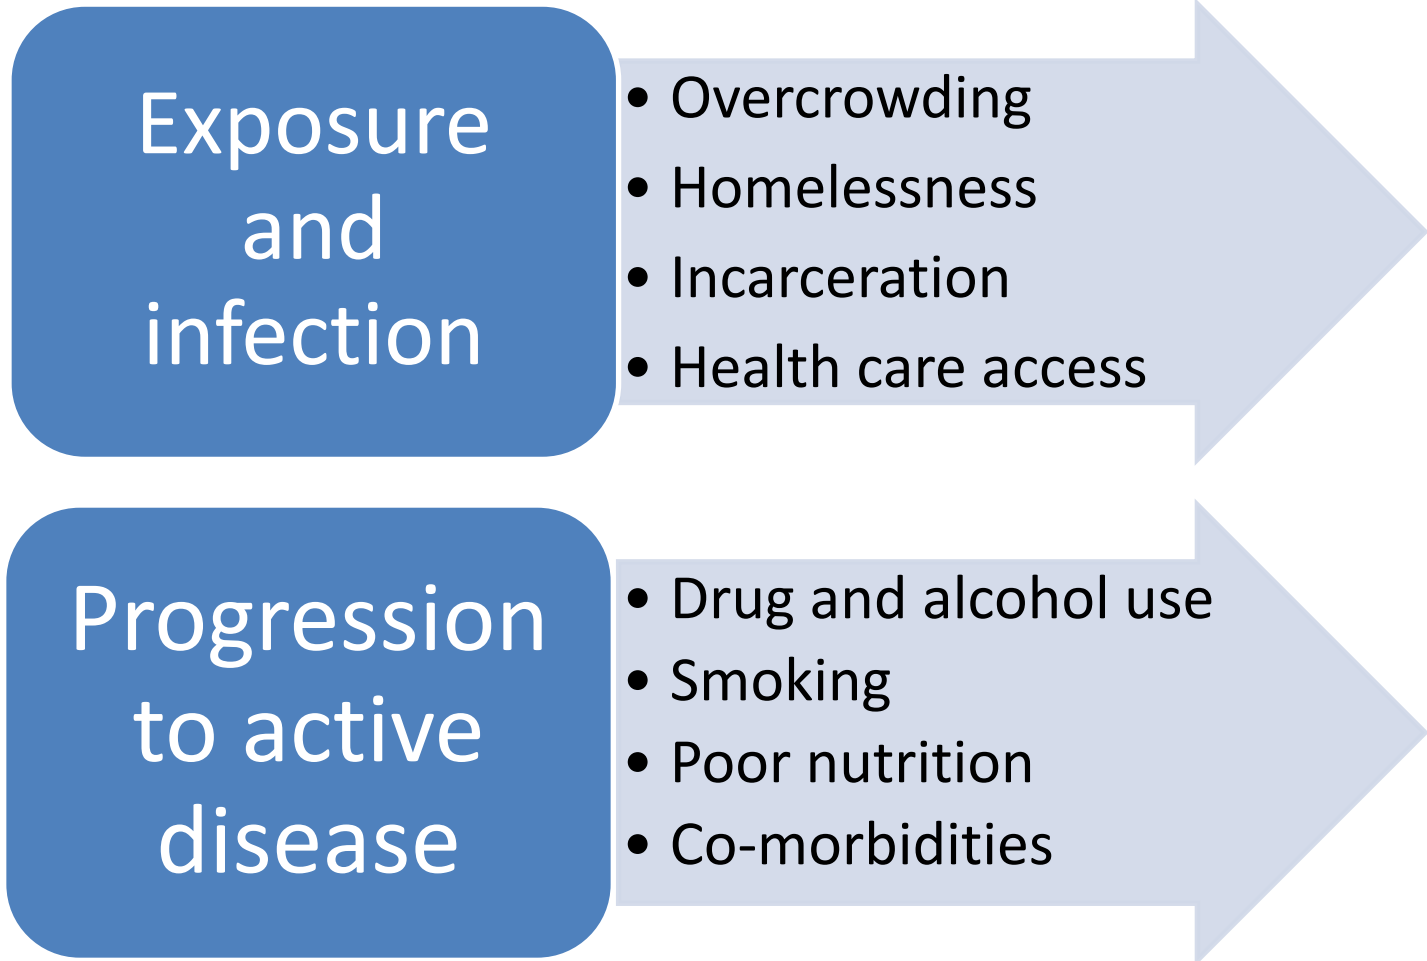 Exposure
and
infection
• Overcrowding
• Homelessness
• Incarceration
• Health care access
Progression
to active
disease
• Drug and alcohol use
• Smoking
• Poor nutrition
• Co-morbidities